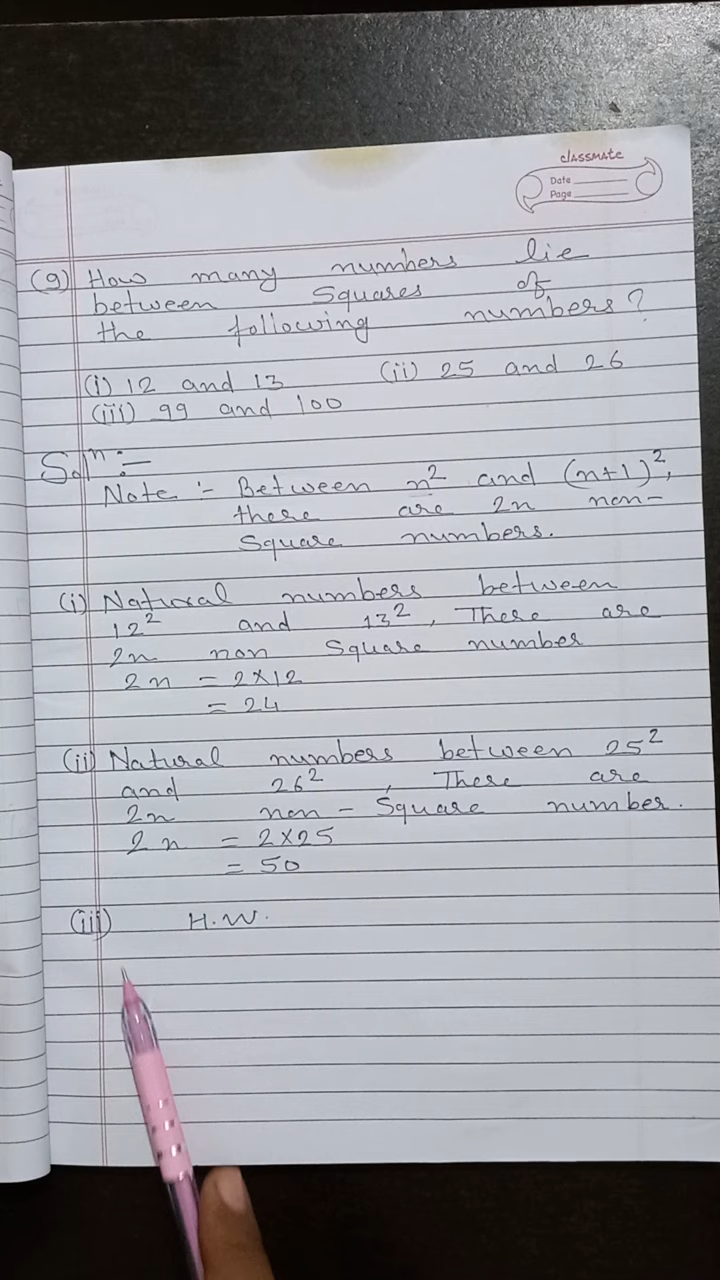 classmate
Date
Page
(9) How many numbers lie
between squares of
the following numbers?
(i) 12 and 13 (ii) 25 and 26
(iii) 99 and 100
Solⁿ :-
Note :- Between n² and (n+1)²,
there are 2n non-
square numbers.
(i) Natural numbers between
12² and 13², There are
2n non square number
2n = 2×12
= 24
(ii) Natural numbers between 25²
and 26², There are
2n non-square number.
2n = 2×25
= 50
(iii) H.W.